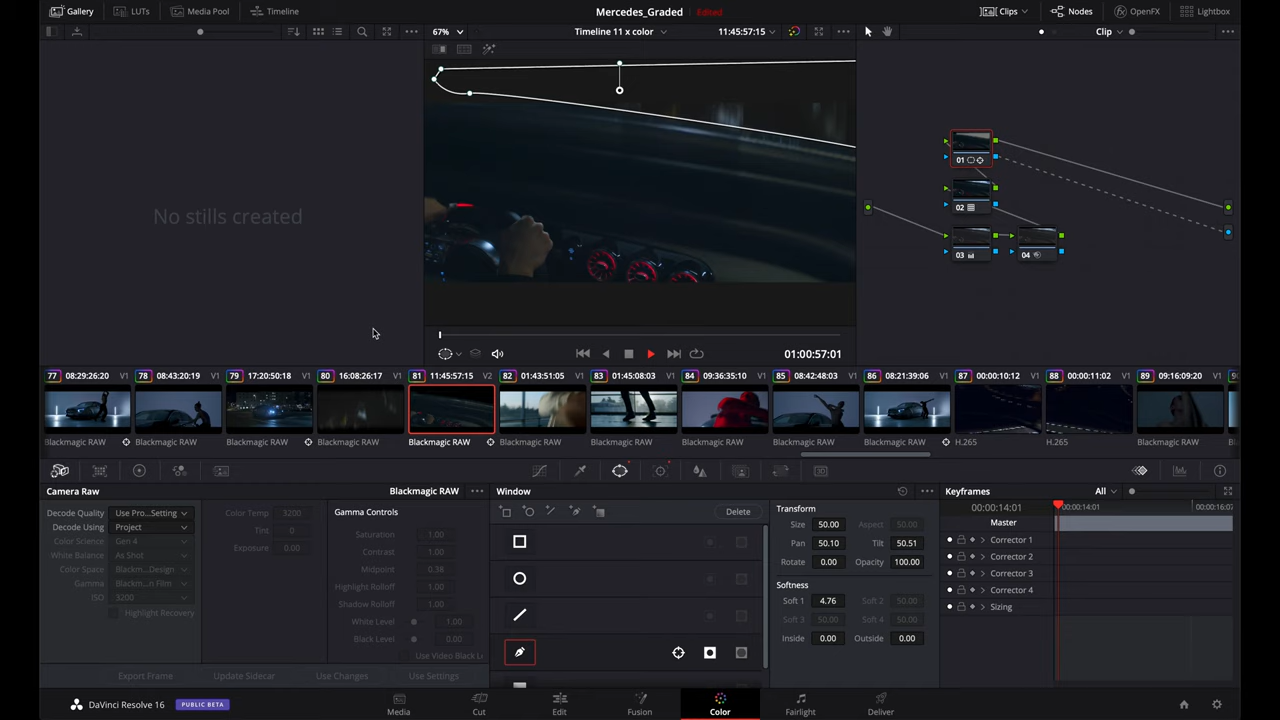 Gallery LUTs Media Pool Timeline Mercedes_Graded Edited Clips Nodes OpenFX Lightbox
67% Timeline 11 x color 11:45:57:15 Clip
No stills created
01
02
03 04
01:00:57:01
77 08:29:26:20 V1 78 08:43:20:19 V1 79 17:20:50:18 V1 80 16:08:26:17 V1 81 11:45:57:15 V2 82 01:43:51:05 V1 83 01:45:08:03 V1 84 09:36:35:10 V1 85 08:42:48:03 V1 86 08:21:39:06 V1 87 00:00:10:12 V1 88 00:00:11:02 V1 89 09:16:09:20 V1
Blackmagic RAW Blackmagic RAW Blackmagic RAW Blackmagic RAW Blackmagic RAW Blackmagic RAW Blackmagic RAW Blackmagic RAW Blackmagic RAW Blackmagic RAW H.265 H.265 Blackmagic RAW
Camera Raw Blackmagic RAW Window Keyframes All
Decode Quality Use Pro...Setting Color Temp 3200 Gamma Controls Delete Transform 00:00:14:01 00:00:14:01 00:00:16:07
Decode Using Project Tint 0 Saturation 1.00 Size 50.00 Aspect 50.00 Master
Color Science Gen 4 Exposure 0.00 Contrast 1.00 Pan 50.10 Tilt 50.51 Corrector 1
White Balance As Shot Midpoint 0.38 Rotate 0.00 Opacity 100.00 Corrector 2
Color Space Blackm...Design Highlight Rolloff 1.00 Softness Corrector 3
Gamma Blackm...n Film Shadow Rolloff 1.00 Soft 1 4.76 Soft 2 50.00 Corrector 4
ISO 3200 White Level 1.00 Soft 3 50.00 Soft 4 50.00 Sizing
Highlight Recovery Black Level 0.00 Inside 0.00 Outside 0.00
Use Video Black L
Export Frame Update Sidecar Use Changes Use Settings
DaVinci Resolve 16 PUBLIC BETA Media Cut Edit Fusion Color Fairlight Deliver